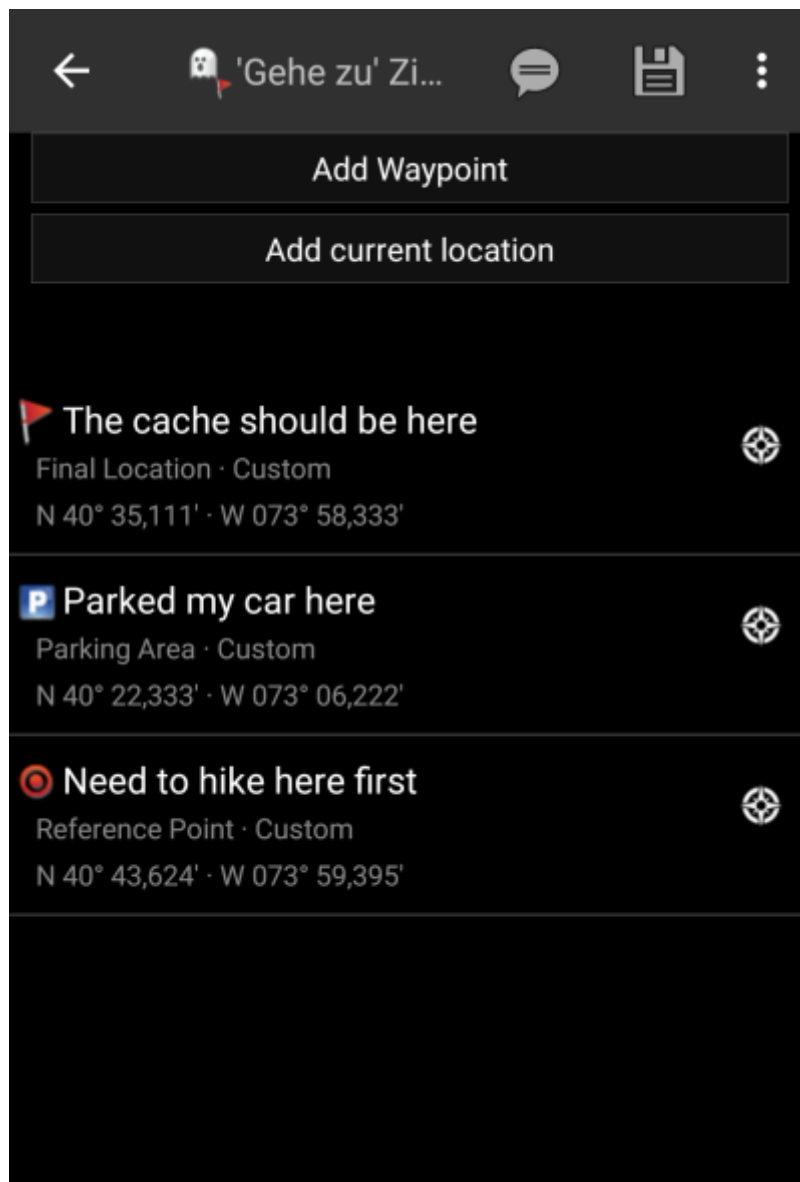 'Gehe zu' Zi...
Add Waypoint
Add current location
The cache should be here
Final Location · Custom
N 40° 35,111' · W 073° 58,333'
P Parked my car here
Parking Area · Custom
N 40° 22,333' · W 073° 06,222'
Need to hike here first
Reference Point · Custom
N 40° 43,624' · W 073° 59,395'